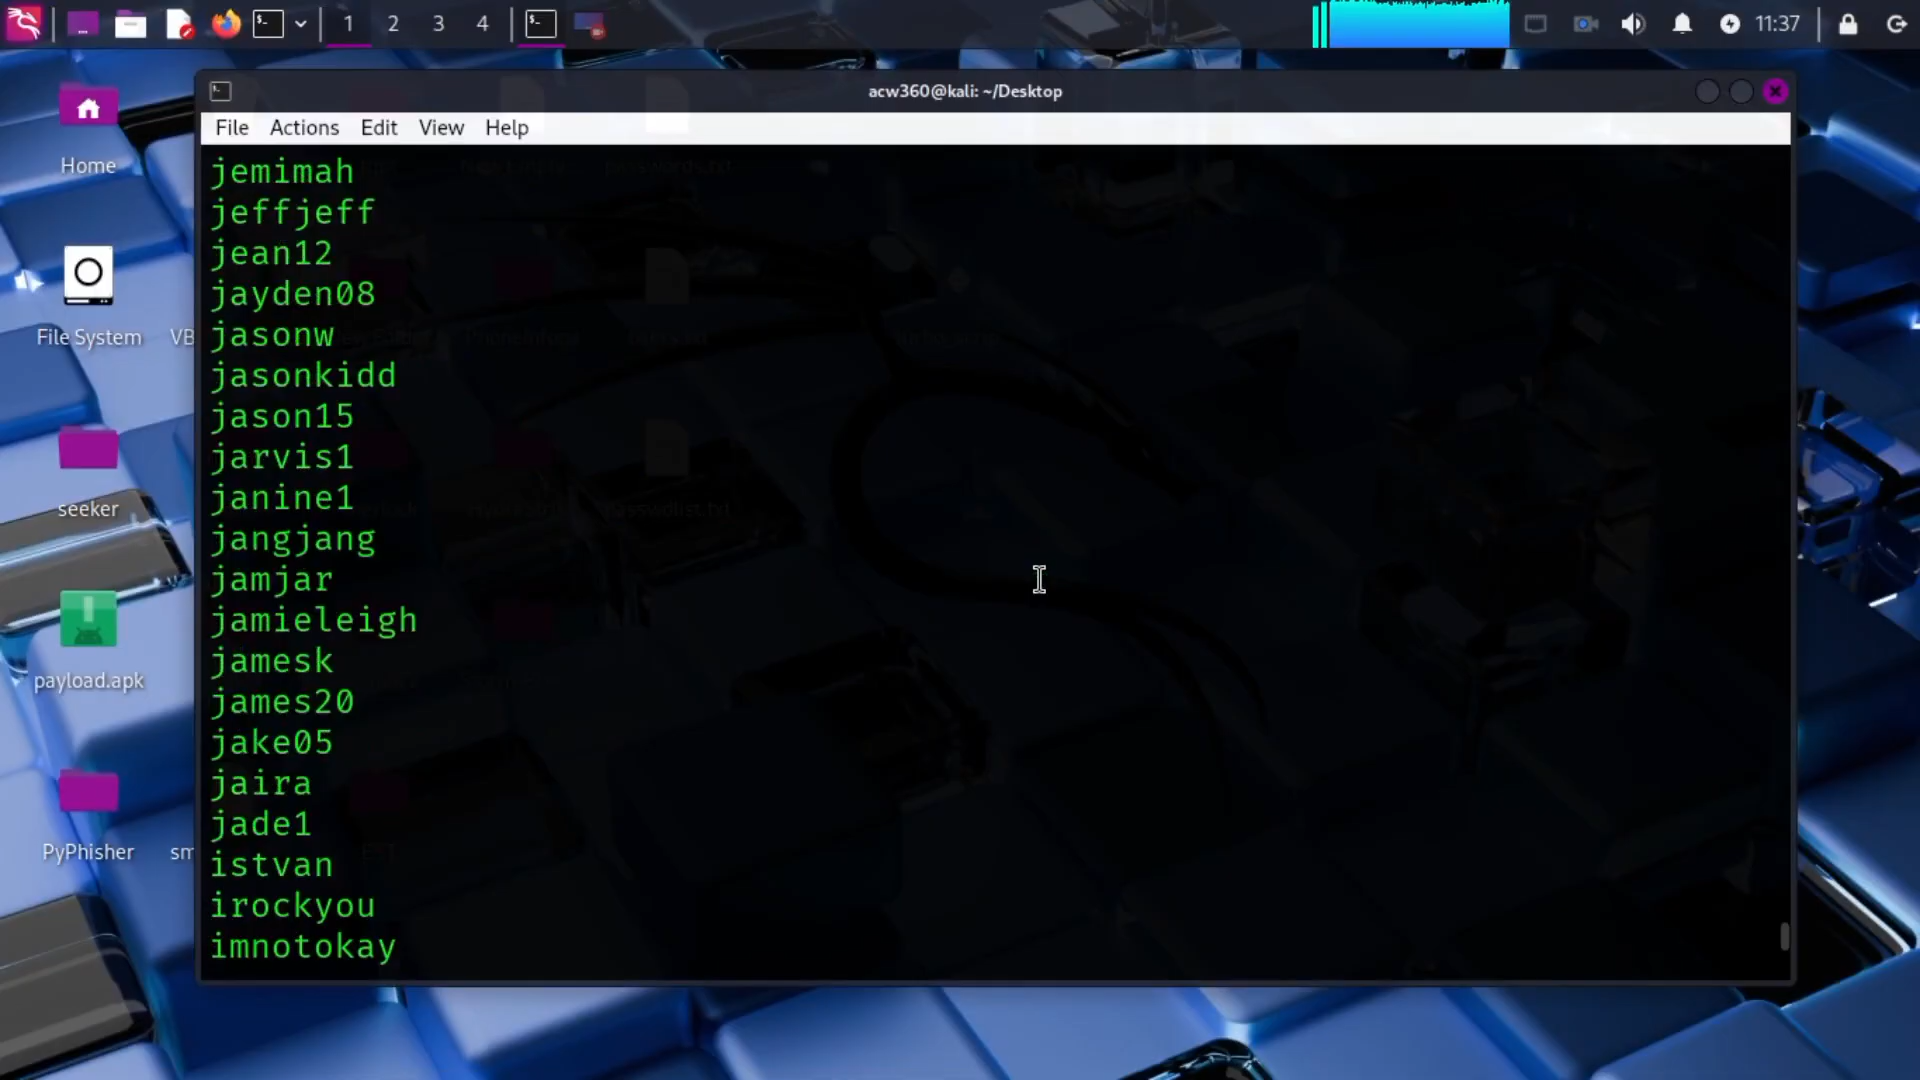 1 2 3 4 11:37
acw360@kali: ~/Desktop
File Actions Edit View Help
jemimah
jeffjeff
jean12
jayden08
jasonw
jasonkidd
jason15
jarvis1
janine1
jangjang
jamjar
jamieleigh
jamesk
james20
jake05
jaira
jade1
istvan
irockyou
imnotokay
Home
File System VB
seeker
payload.apk
PyPhisher sm